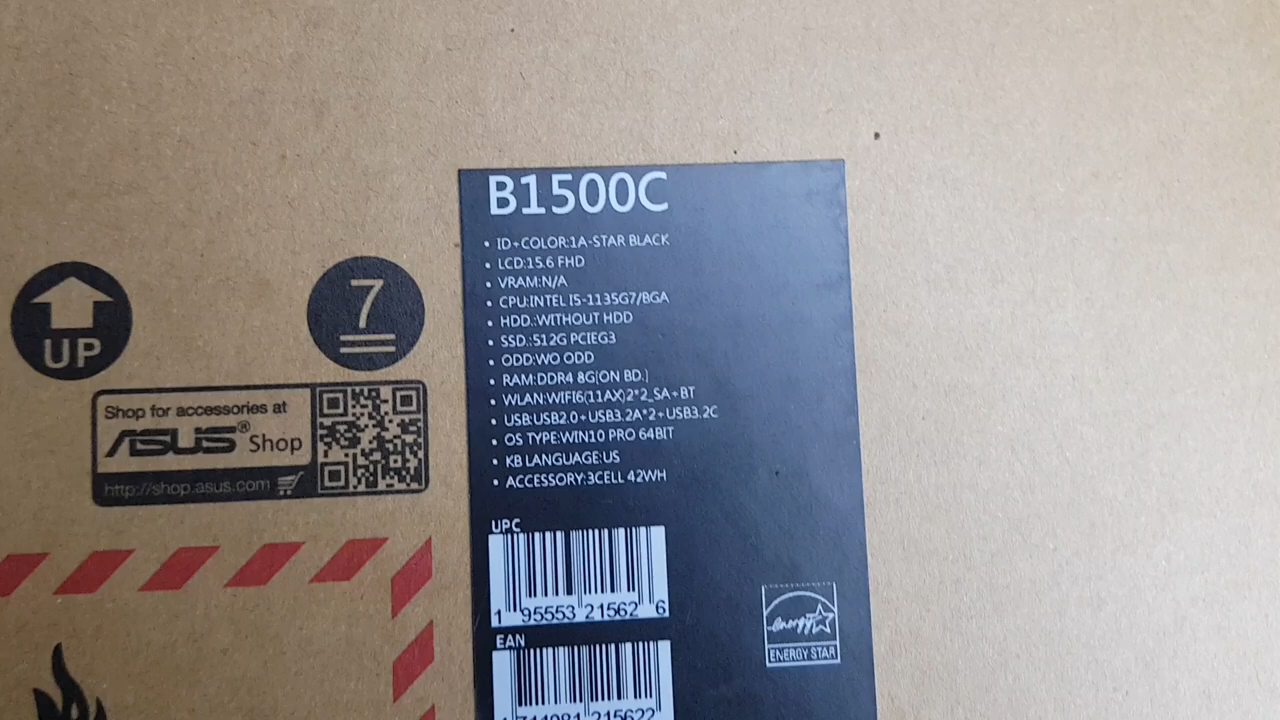 B1500C
• ID+COLOR:1A-STAR BLACK
• LCD:15.6 FHD
• VRAM:N/A
• CPU:INTEL I5-1135G7/BGA
• HDD.:WITHOUT HDD
• SSD.:512G PCIEG3
• ODD:WO ODD
• RAM:DDR4 8G[ON BD.]
• WLAN:WIFI6(11AX)2*2_SA+BT
• USB:USB2.0+USB3.2A*2+USB3.2C
• OS TYPE:WIN10 PRO 64BIT
• KB LANGUAGE:US
• ACCESSORY:3CELL 42WH
UPC
1 95553 21562 6
EAN
215622
energy
ENERGY STAR
UP
7
Shop for accessories at
ASUS® Shop
http://shop.asus.com